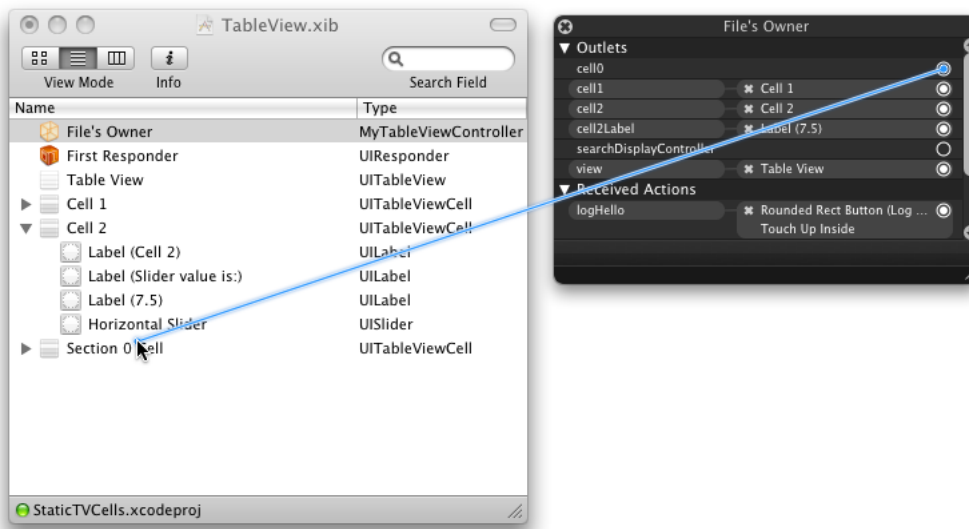 TableView.xib
View Mode
Info
Search Field
Name Type
File's Owner MyTableViewController
First Responder UIResponder
Table View UITableView
Cell 1 UITableViewCell
Cell 2 UITableViewCell
Label (Cell 2) UILabel
Label (Slider value is:) UILabel
Label (7.5) UILabel
Horizontal Slider UISlider
Section 0 Cell UITableViewCell
StaticTVCells.xcodeproj
File's Owner
Outlets
cell0
cell1 Cell 1
cell2 Cell 2
cell2Label Label (7.5)
searchDisplayController
view Table View
Received Actions
logHello Rounded Rect Button (Log ...
Touch Up Inside